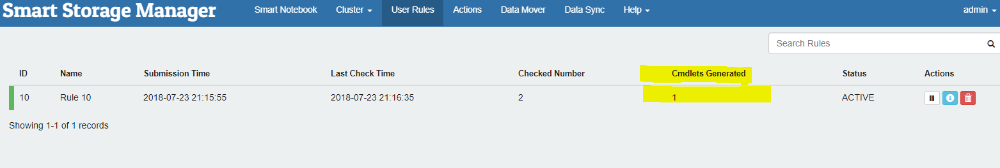 Smart Storage Manager Smart Notebook Cluster User Rules Actions Data Mover Data Sync Help admin
Search Rules
ID Name Submission Time Last Check Time Checked Number Cmdlets Generated Status Actions
10 Rule 10 2018-07-23 21:15:55 2018-07-23 21:16:35 2 1 ACTIVE
Showing 1-1 of 1 records